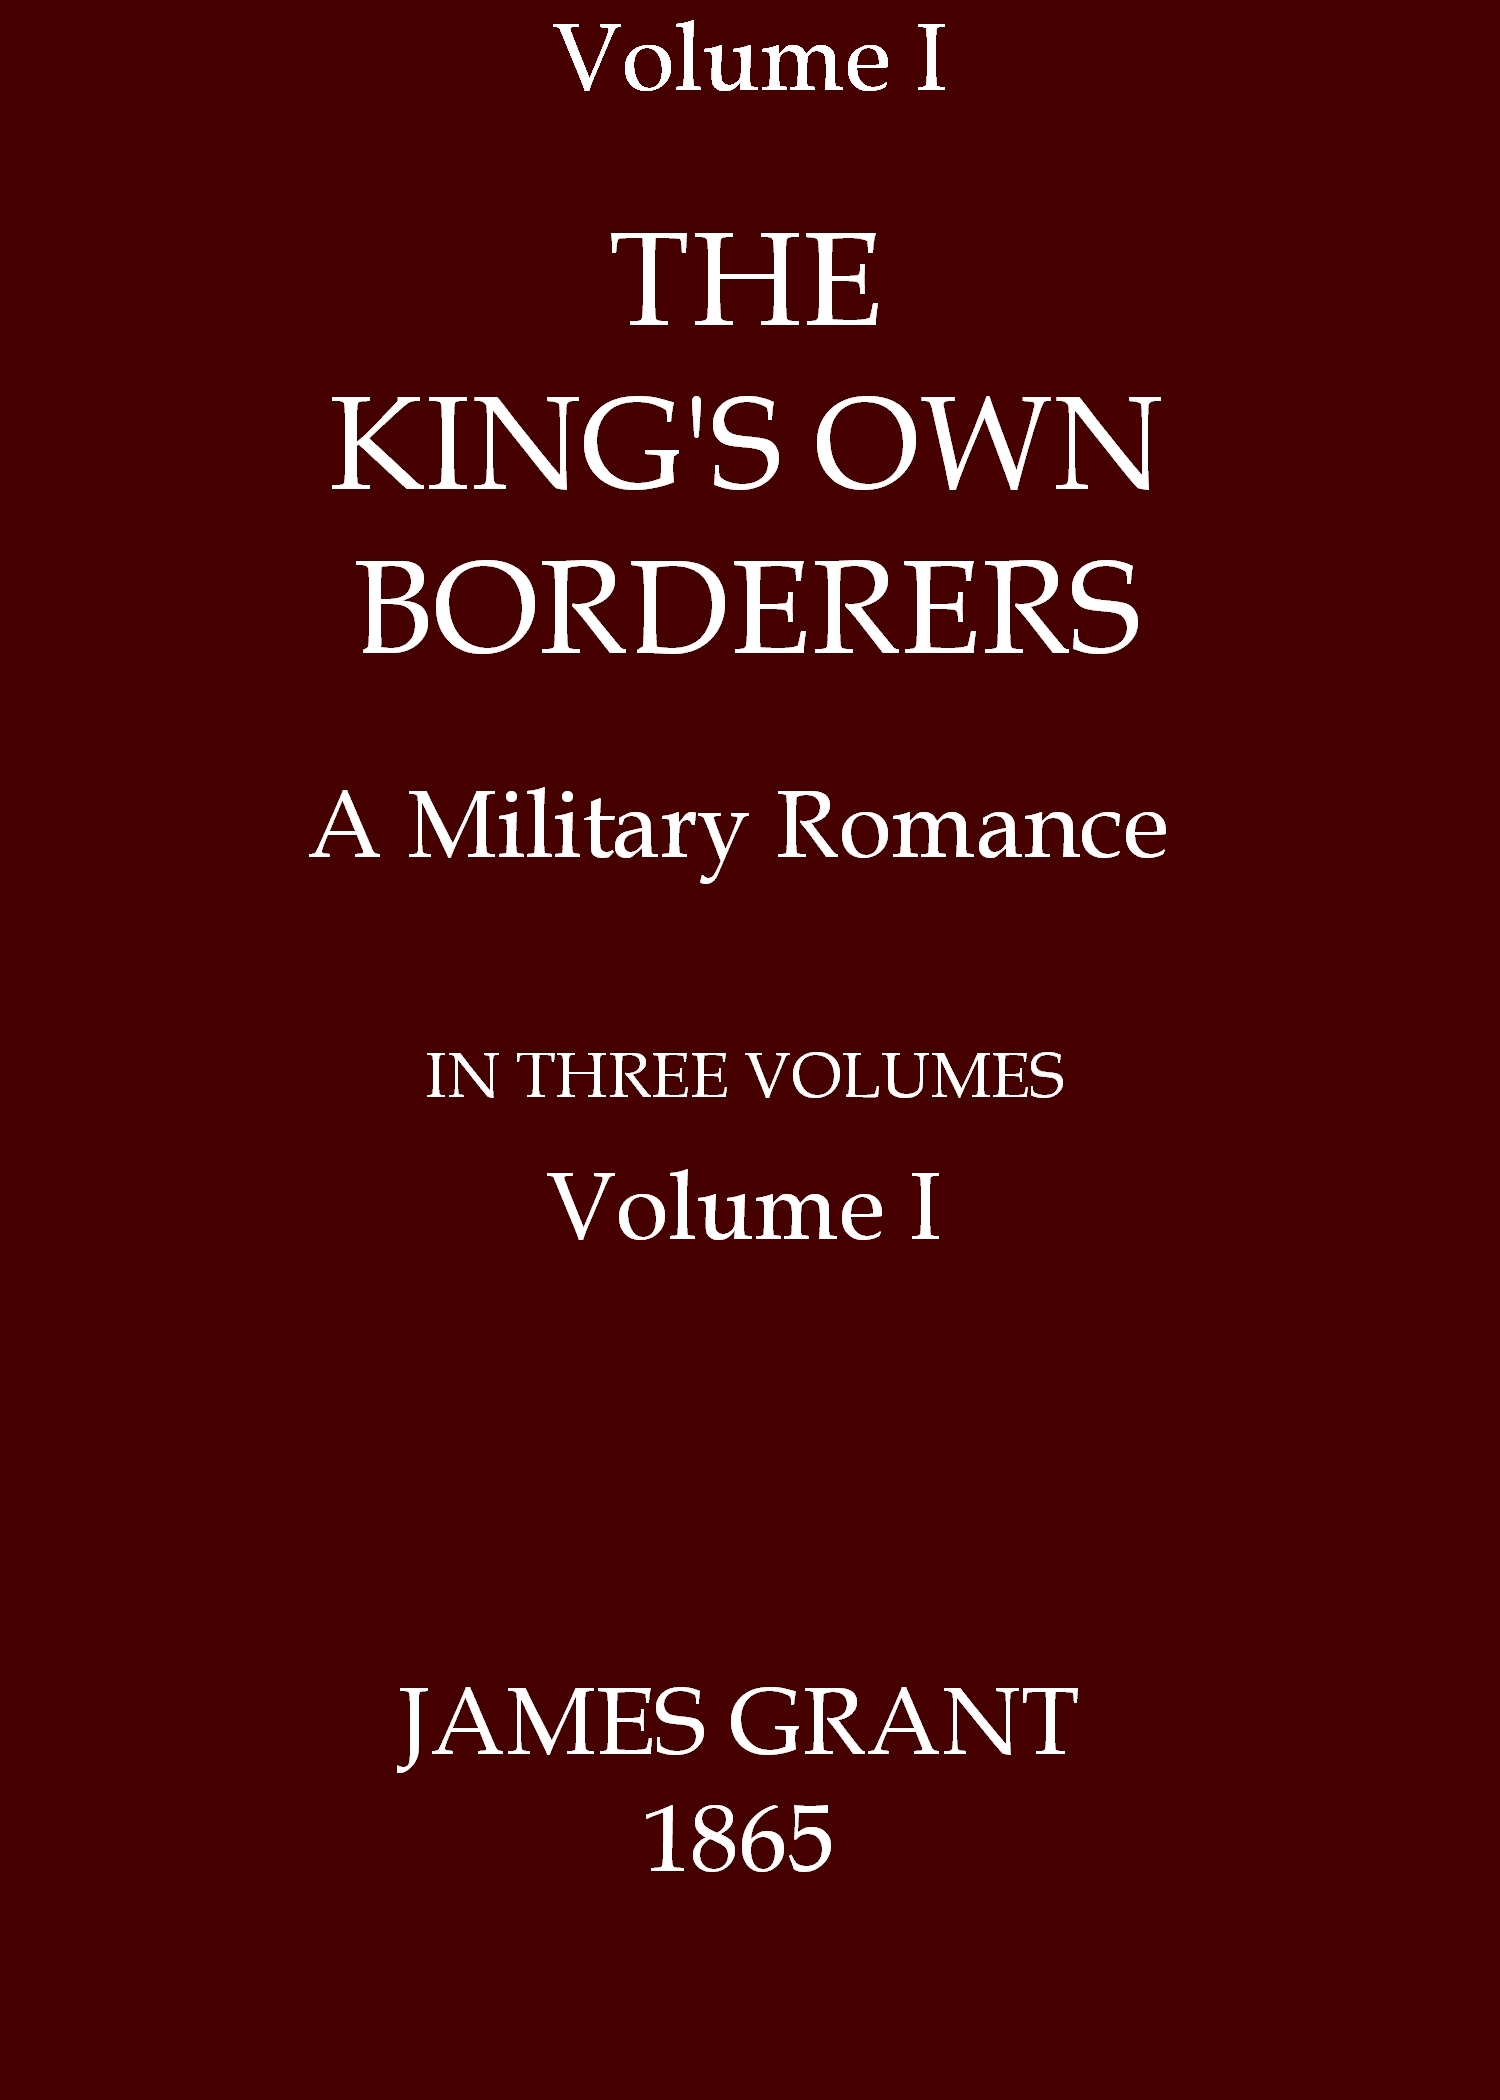 Volume I
THE
KING'S OWN
BORDERERS
A Military Romance
IN THREE VOLUMES
Volume I
JAMES GRANT
1865